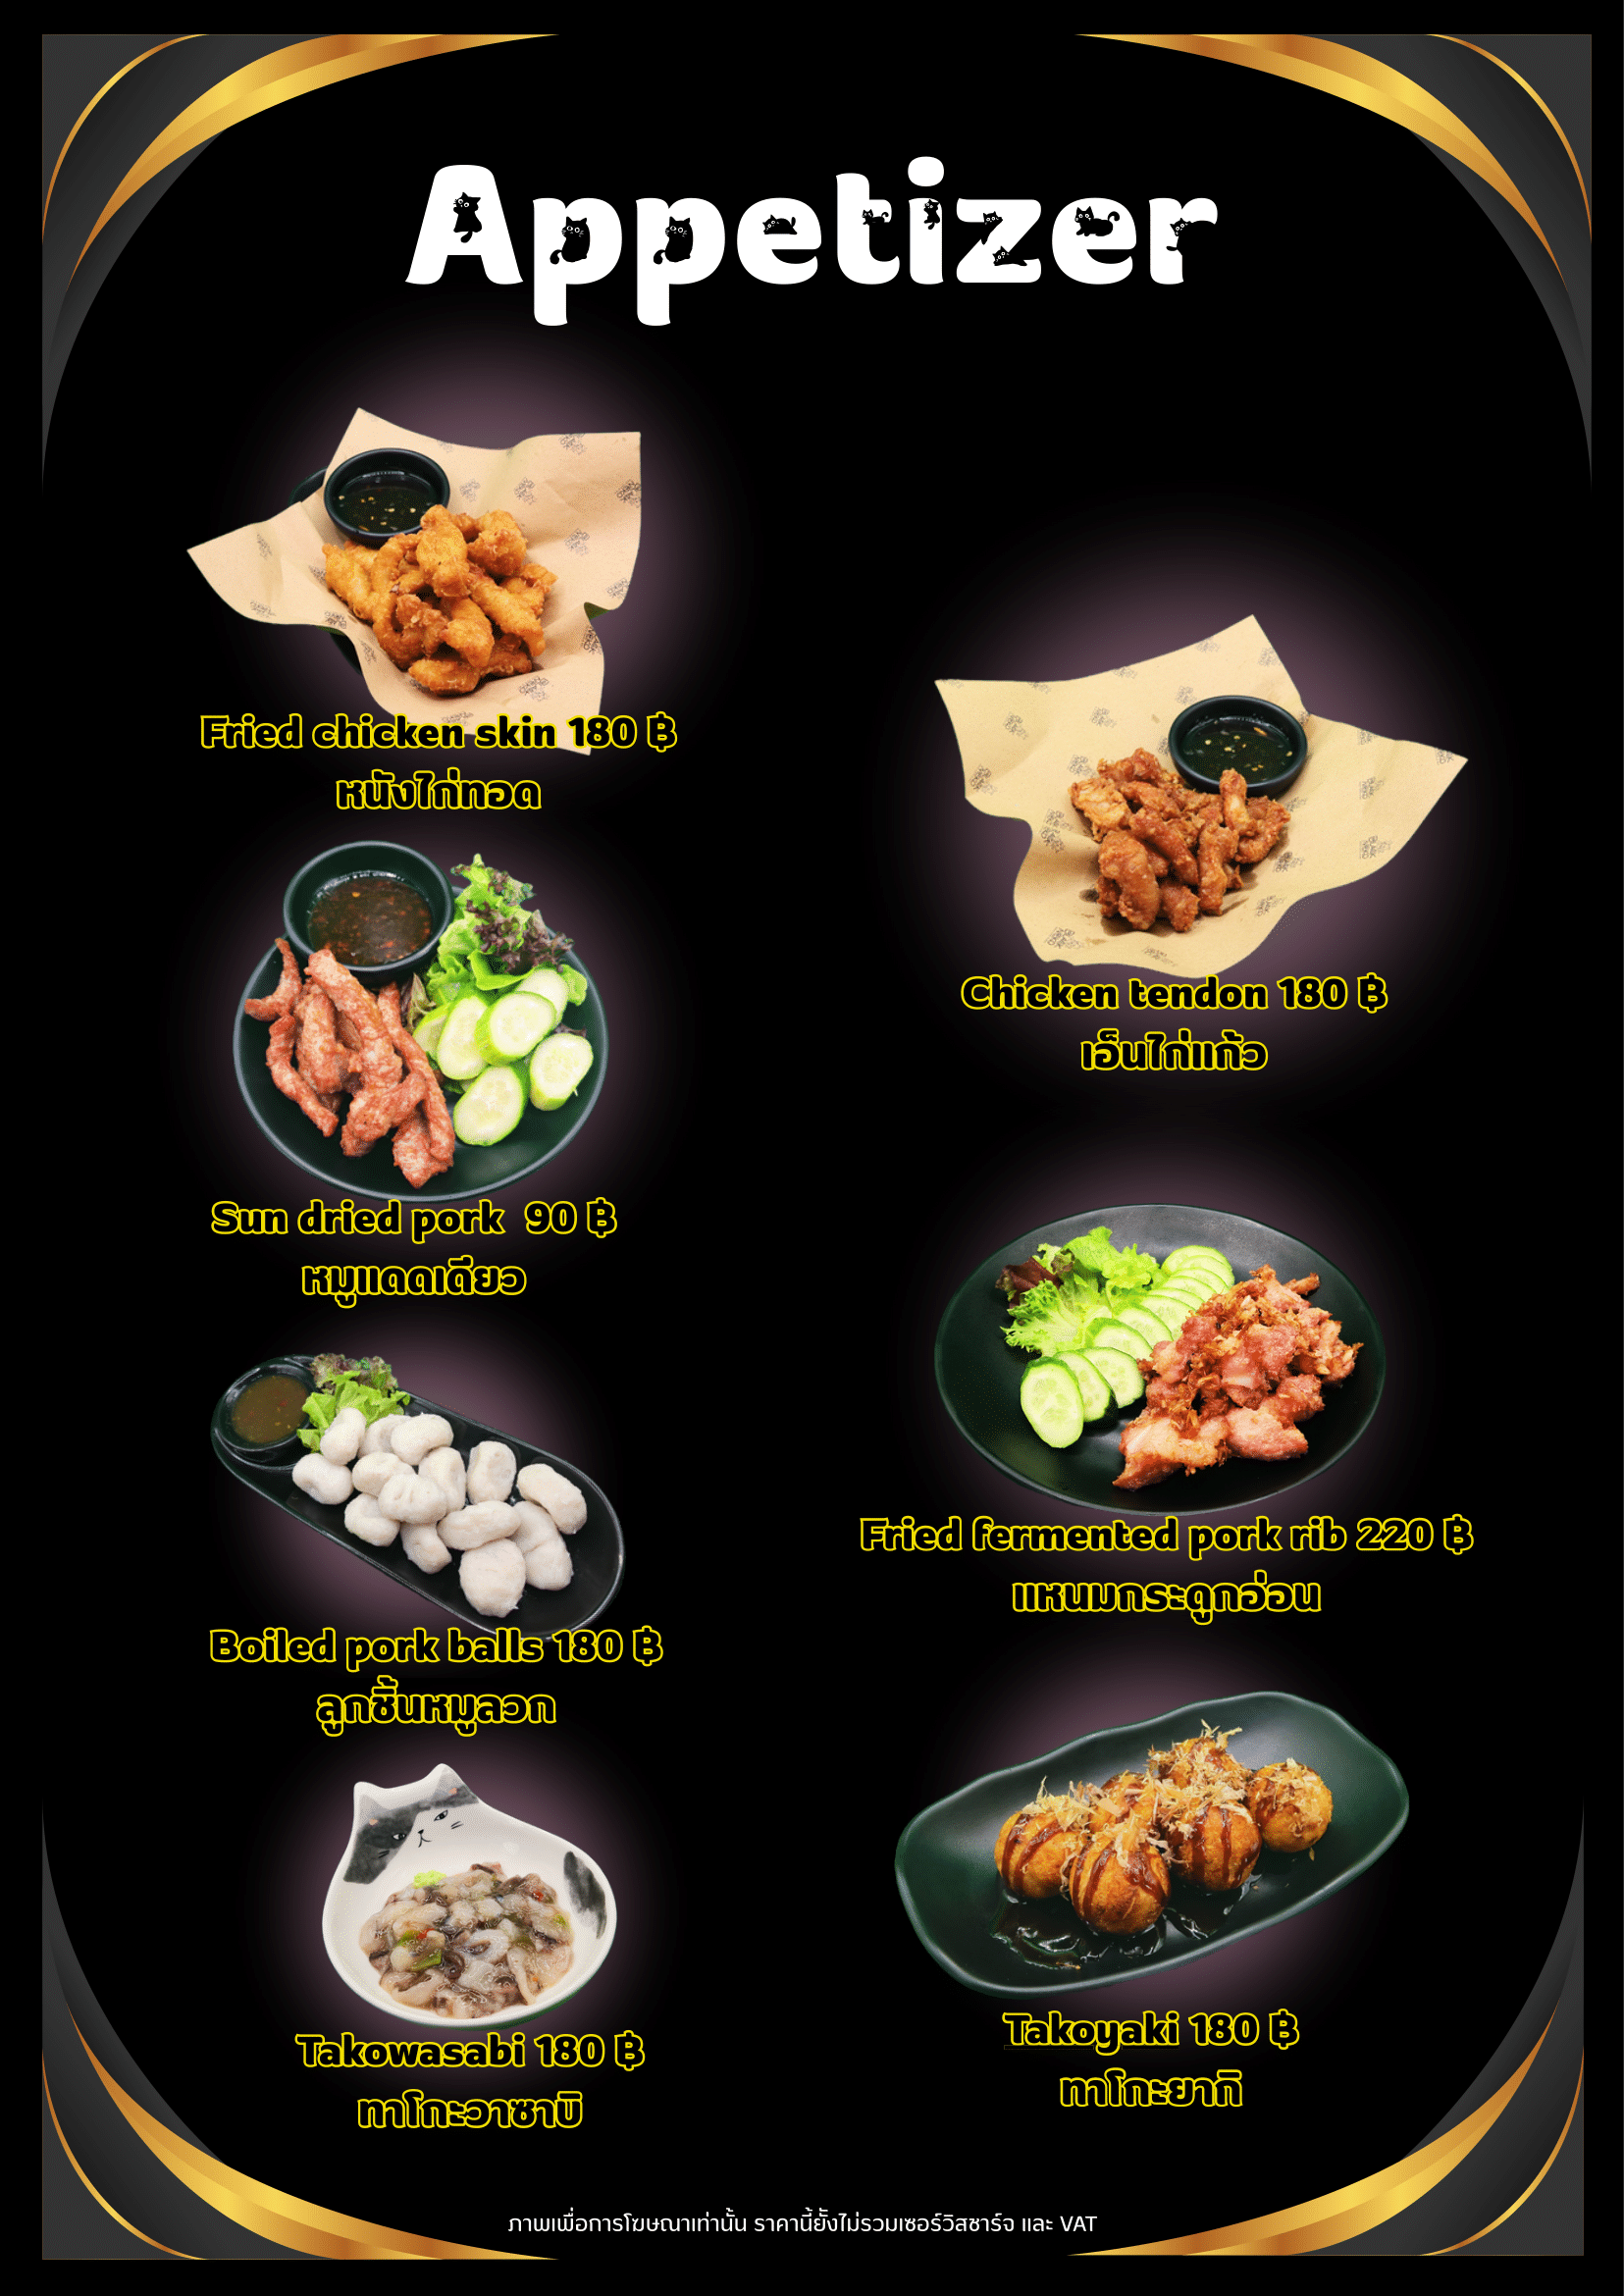 Appetizer
Fried chicken skin 180 ฿
หนังไก่ทอด
Sun dried pork 90 ฿
หมูแดดเดียว
Boiled pork balls 180 ฿
ลูกชิ้นหมูลวก
Takowasabi 180 ฿
ทาโกะวาซาบิ
Chicken tendon 180 ฿
เอ็นไก่แก้ว
Fried fermented pork rib 220 ฿
แหนมกระดูกอ่อน
Takoyaki 180 ฿
ทาโกะยากิ
ภาพเพื่อการโฆษณาเท่านั้น ราคานี้ยังไม่รวมเซอร์วิสชาร์จ และ VAT